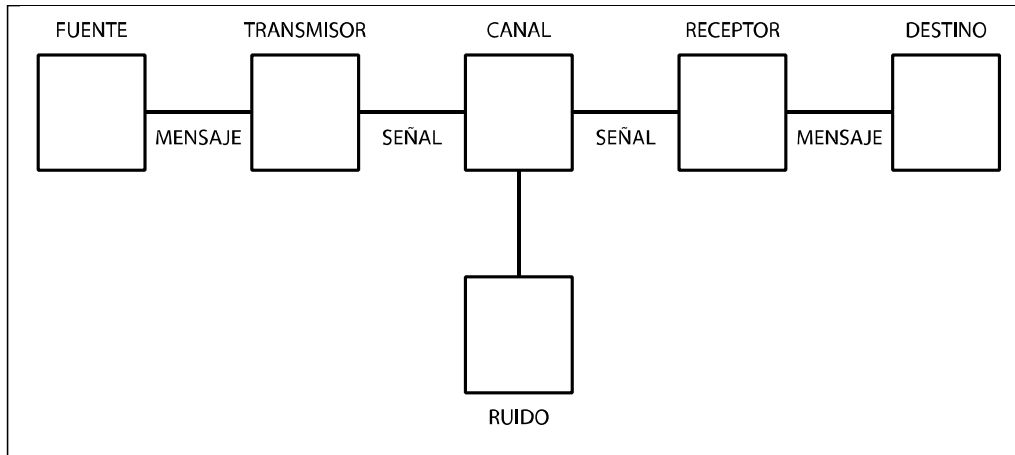 FUENTE TRANSMISOR CANAL RECEPTOR DESTINO
MENSAJE SEÑAL SEÑAL MENSAJE
RUIDO